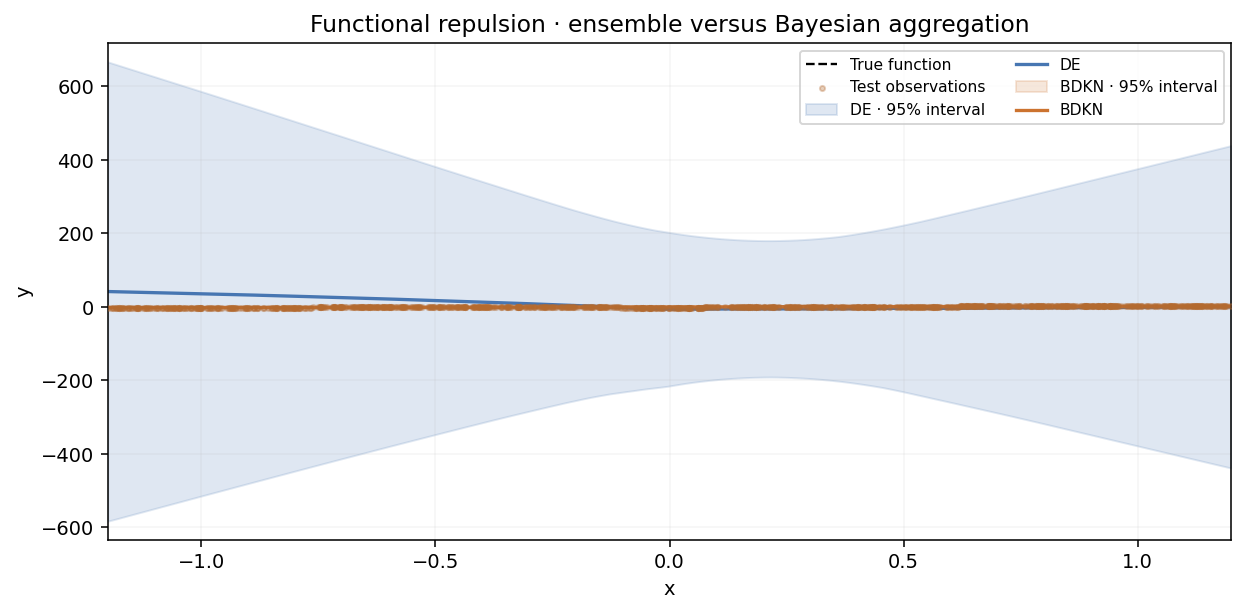 Functional repulsion · ensemble versus Bayesian aggregation
True function
Test observations
DE · 95% interval
DE
BDKN · 95% interval
BDKN
600
400
200
0
−200
−400
−600
y
−1.0
−0.5
0.0
0.5
1.0
x